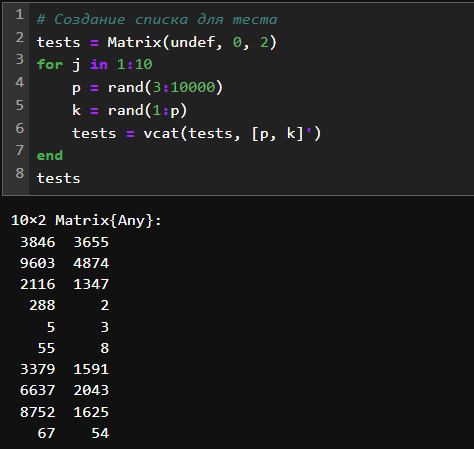 1 # Создание списка для теста
2 tests = Matrix(undef, 0, 2)
3 for j in 1:10
4     p = rand(3:10000)
5     k = rand(1:p)
6     tests = vcat(tests, [p, k]')
7 end
8 tests
10×2 Matrix{Any}:
 3846  3655
 9603  4874
 2116  1347
  288     2
    5     3
   55     8
 3379  1591
 6637  2043
 8752  1625
   67    54